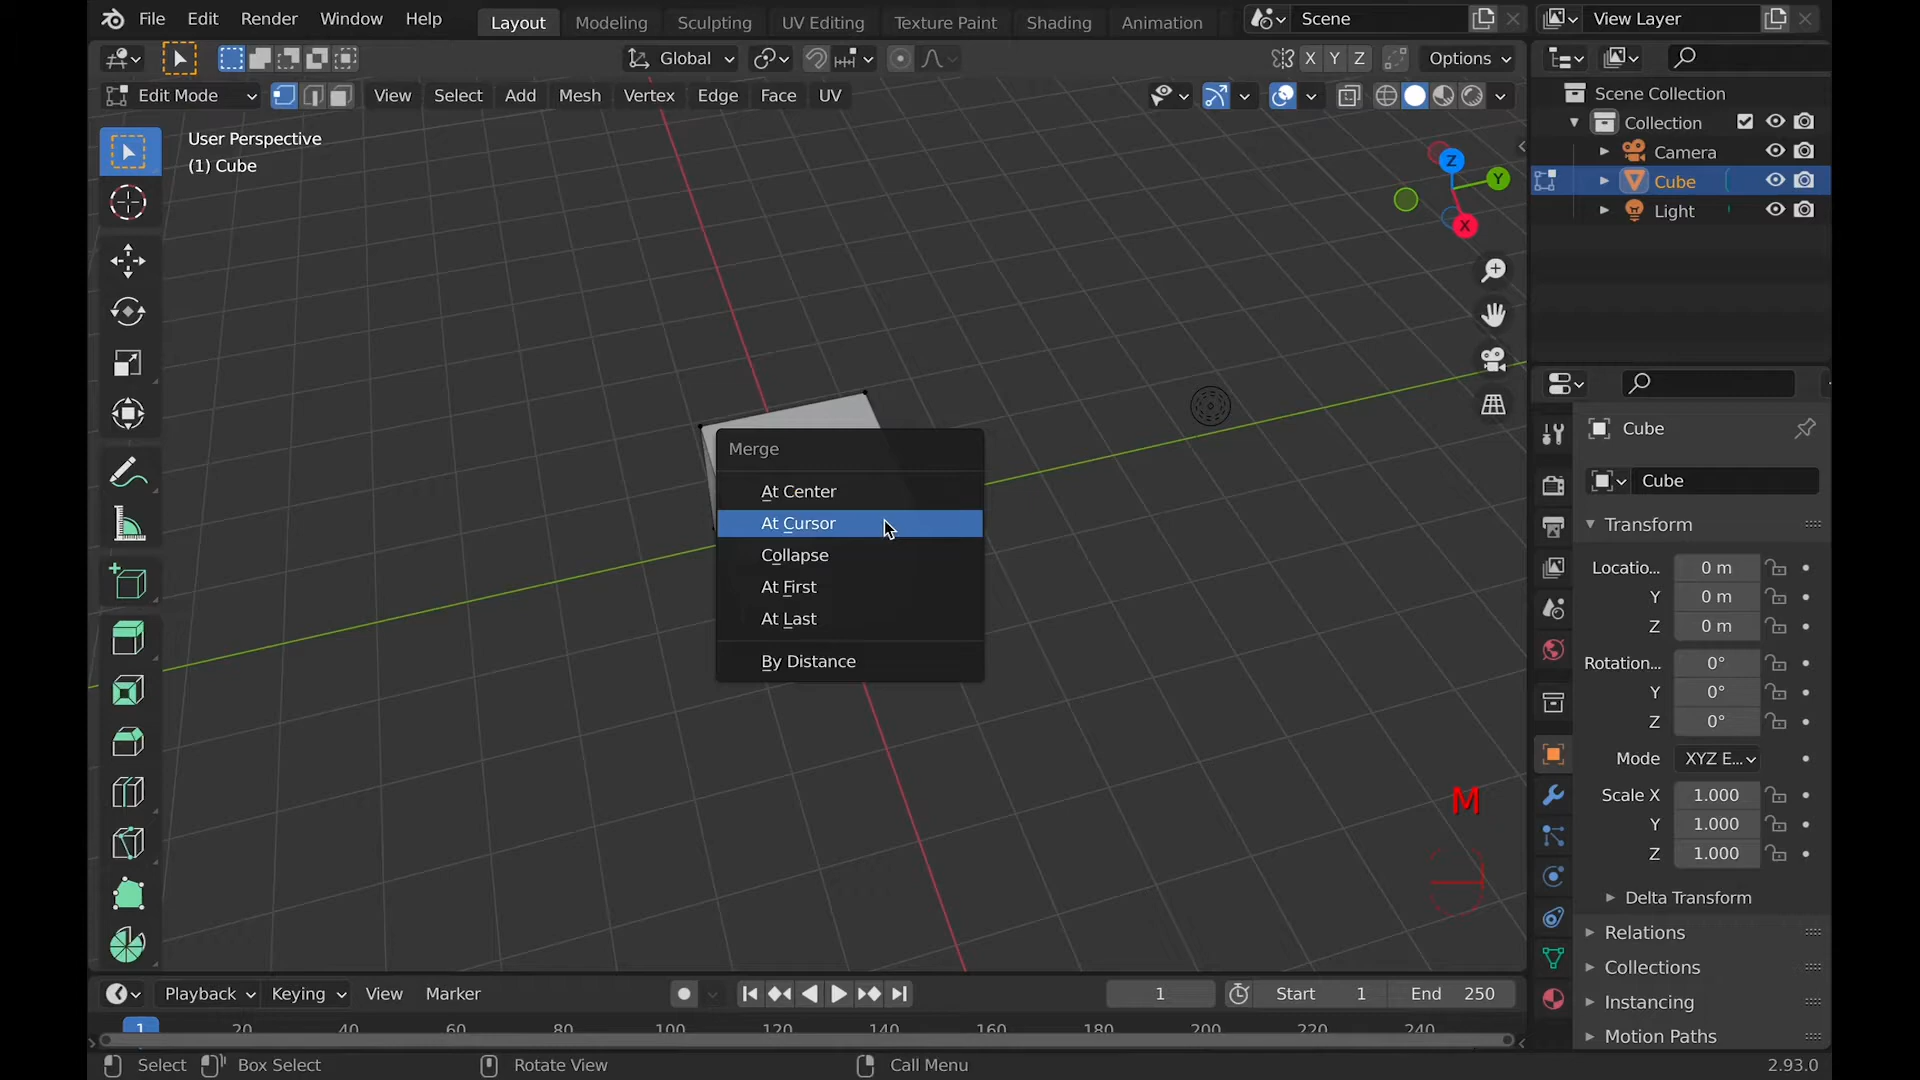 File Edit Render Window Help Layout Modeling Sculpting UV Editing Texture Paint Shading Animation Scene View Layer
Global X Y Z Options
Edit Mode View Select Add Mesh Vertex Edge Face UV
User Perspective
(1) Cube
Z
Y
X
Scene Collection
Collection
Camera
Cube
Light
Merge
At Center
At Cursor
Collapse
At First
At Last
By Distance
M
Cube
Cube
Transform
Locatio... 0 m
Y 0 m
Z 0 m
Rotation... 0°
Y 0°
Z 0°
Mode XYZ E...
Scale X 1.000
Y 1.000
Z 1.000
Delta Transform
Relations
Collections
Instancing
Motion Paths
Playback Keying View Marker 1 Start 1 End 250
1 20 40 60 80 100 120 140 160 180 200 220 240
Select Box Select Rotate View Call Menu 2.93.0